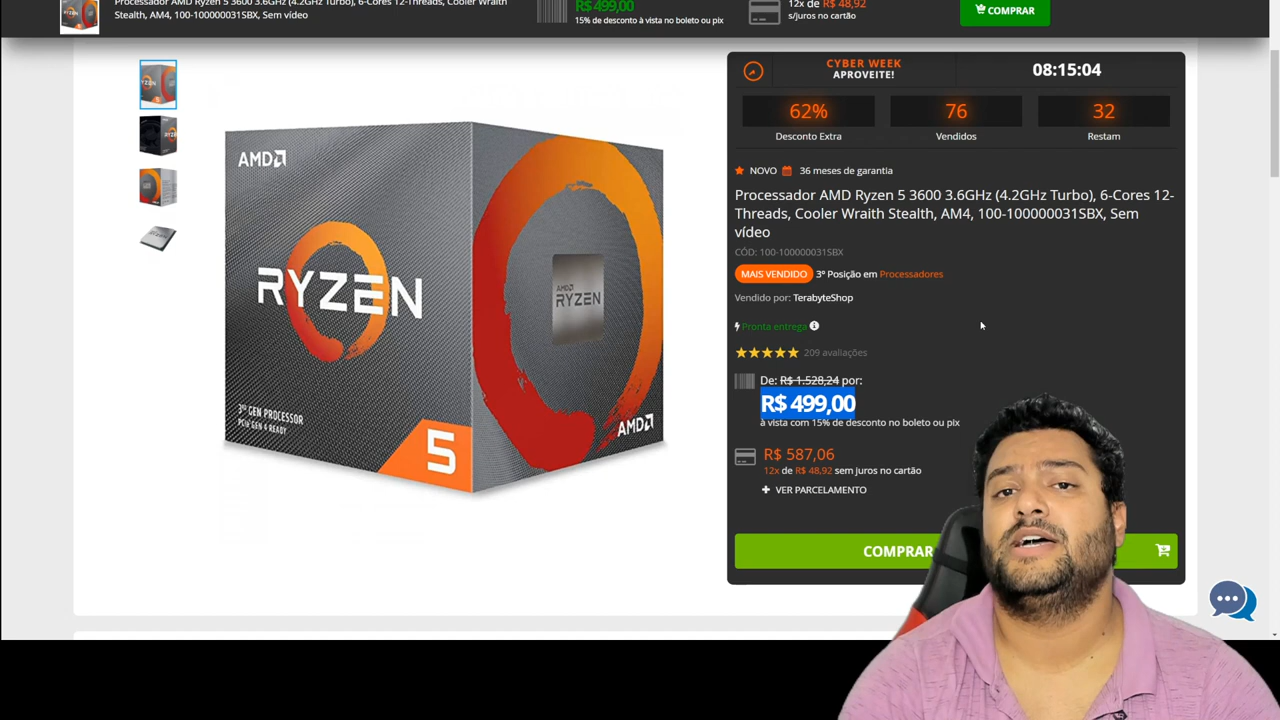 Processador AMD Ryzen 5 3600 3.6GHz (4.2GHz Turbo), 6-Cores 12-Threads, Cooler Wraith
Stealth, AM4, 100-100000031SBX, Sem vídeo
R$ 499,00
15% de desconto à vista no boleto ou pix
12x de R$ 48,92
s/juros no cartão
COMPRAR
CYBER WEEK
APROVEITE!
08:15:04
62%
Desconto Extra
76
Vendidos
32
Restam
NOVO 36 meses de garantia
Processador AMD Ryzen 5 3600 3.6GHz (4.2GHz Turbo), 6-Cores 12-
Threads, Cooler Wraith Stealth, AM4, 100-100000031SBX, Sem
vídeo
CÓD: 100-100000031SBX
MAIS VENDIDO 3º Posição em Processadores
Vendido por: TerabyteShop
Pronta entrega
209 avaliações
De: R$ 1.528,24 por:
R$ 499,00
à vista com 15% de desconto no boleto ou pix
R$ 587,06
12x de R$ 48,92 sem juros no cartão
+ VER PARCELAMENTO
COMPRAR
AMD
RYZEN
3RD GEN PROCESSOR
PCIe GEN 4 READY
5
AMD
RYZEN
AMD